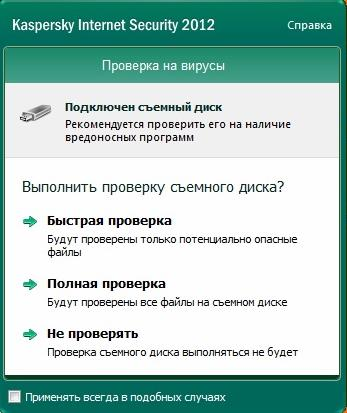 Kaspersky Internet Security 2012 Справка
Проверка на вирусы
Подключен съемный диск
Рекомендуется проверить его на наличие
вредоносных программ
Выполнить проверку съемного диска?
Быстрая проверка
Будут проверены только потенциально опасные
файлы
Полная проверка
Будут проверены все файлы на съемном диске
Не проверять
Проверка съемного диска выполняться не будет
Применять всегда в подобных случаях